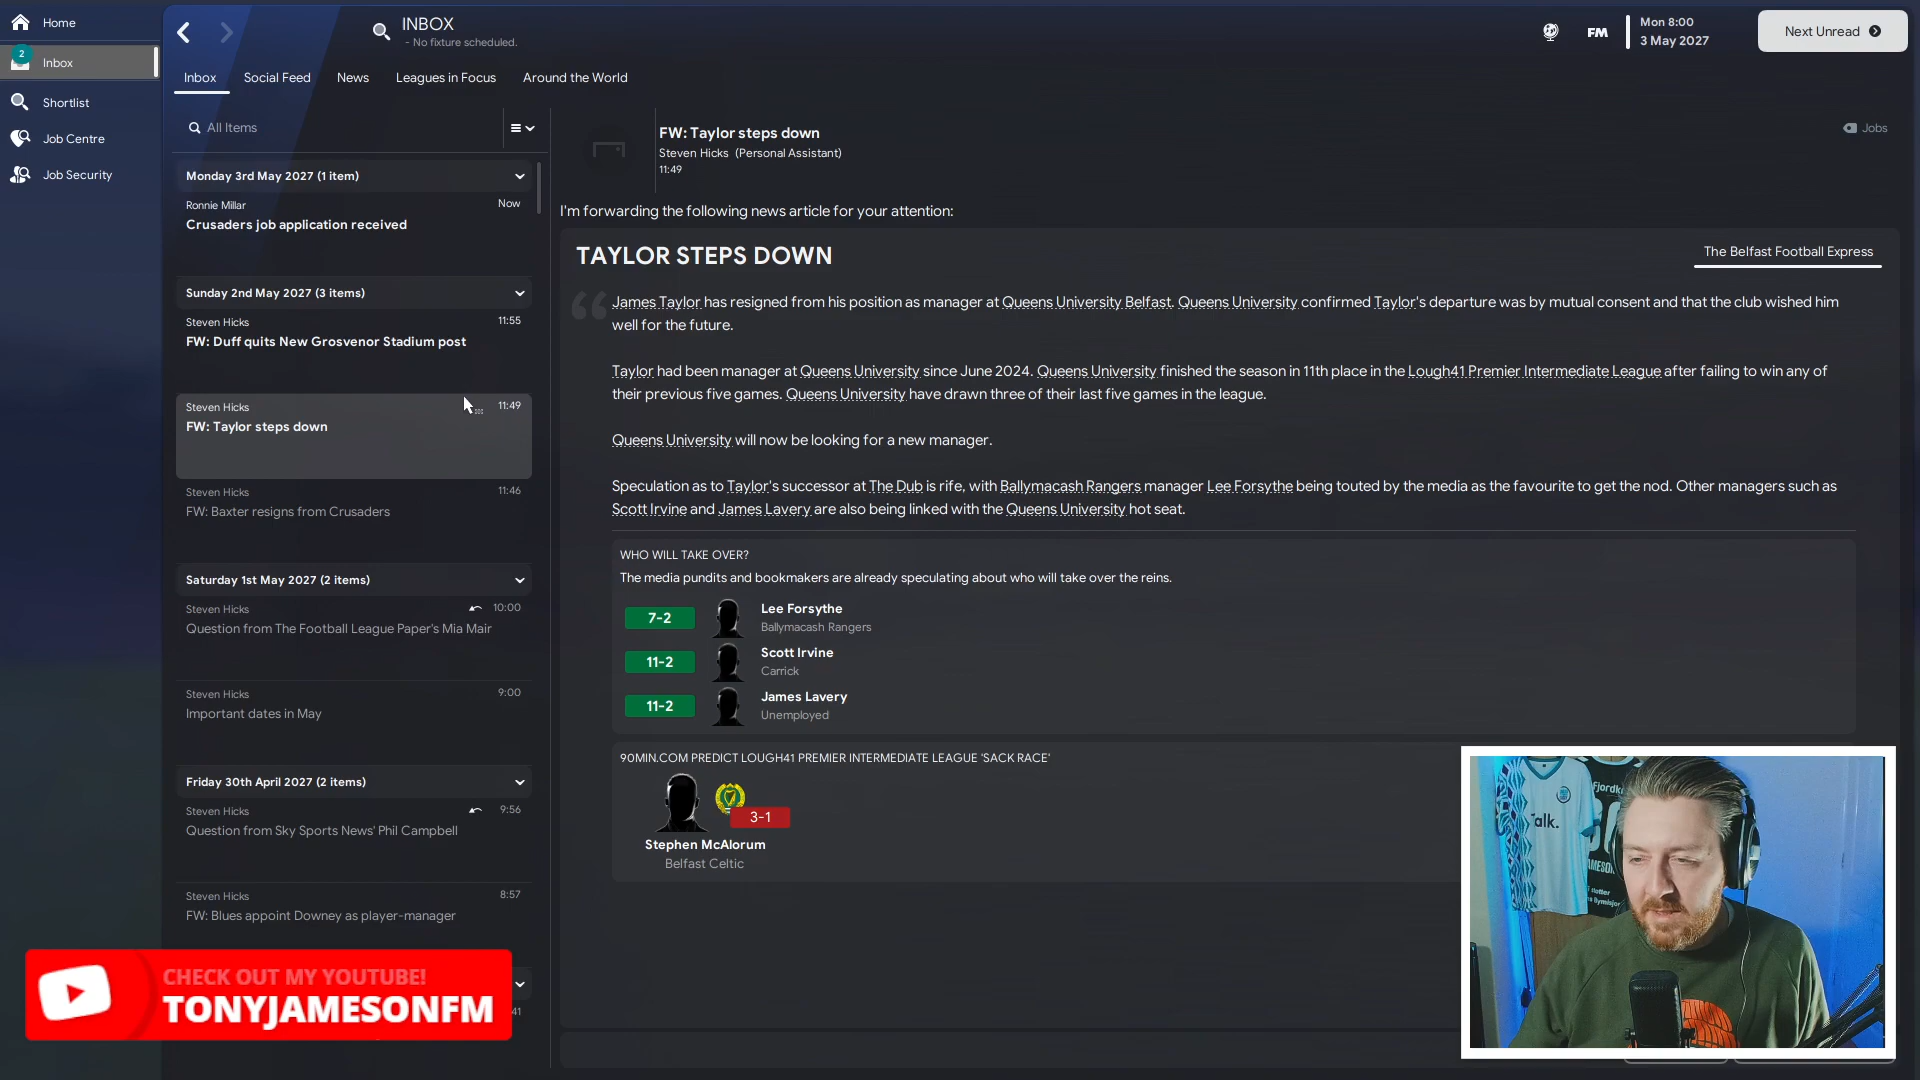 Home
2
Inbox
Shortlist
Job Centre
Job Security
INBOX
- No fixture scheduled.
FM
Mon 8:00
3 May 2027
Next Unread
Inbox
Social Feed
News
Leagues in Focus
Around the World
All Items
Monday 3rd May 2027 (1 item)
Ronnie Millar
Now
Crusaders job application received
Sunday 2nd May 2027 (3 items)
Steven Hicks
11:55
FW: Duff quits New Grosvenor Stadium post
Steven Hicks
11:49
FW: Taylor steps down
Steven Hicks
11:46
FW: Baxter resigns from Crusaders
Saturday 1st May 2027 (2 items)
Steven Hicks
10:00
Question from The Football League Paper's Mia Mair
Steven Hicks
9:00
Important dates in May
Friday 30th April 2027 (2 items)
Steven Hicks
9:56
Question from Sky Sports News' Phil Campbell
Steven Hicks
8:57
FW: Blues appoint Downey as player-manager
41
CHECK OUT MY YOUTUBE!
TONYJAMESONFM
FW: Taylor steps down
Steven Hicks (Personal Assistant)
11:49
Jobs
I'm forwarding the following news article for your attention:
TAYLOR STEPS DOWN
The Belfast Football Express
James Taylor has resigned from his position as manager at Queens University Belfast. Queens University confirmed Taylor's departure was by mutual consent and that the club wished him
well for the future.
Taylor had been manager at Queens University since June 2024. Queens University finished the season in 11th place in the Lough41 Premier Intermediate League after failing to win any of
their previous five games. Queens University have drawn three of their last five games in the league.
Queens University will now be looking for a new manager.
Speculation as to Taylor's successor at The Dub is rife, with Ballymacash Rangers manager Lee Forsythe being touted by the media as the favourite to get the nod. Other managers such as
Scott Irvine and James Lavery are also being linked with the Queens University hot seat.
WHO WILL TAKE OVER?
The media pundits and bookmakers are already speculating about who will take over the reins.
7-2
Lee Forsythe
Ballymacash Rangers
11-2
Scott Irvine
Carrick
11-2
James Lavery
Unemployed
90MIN.COM PREDICT LOUGH41 PREMIER INTERMEDIATE LEAGUE 'SACK RACE'
3-1
Stephen McAlorum
Belfast Celtic
Talk.